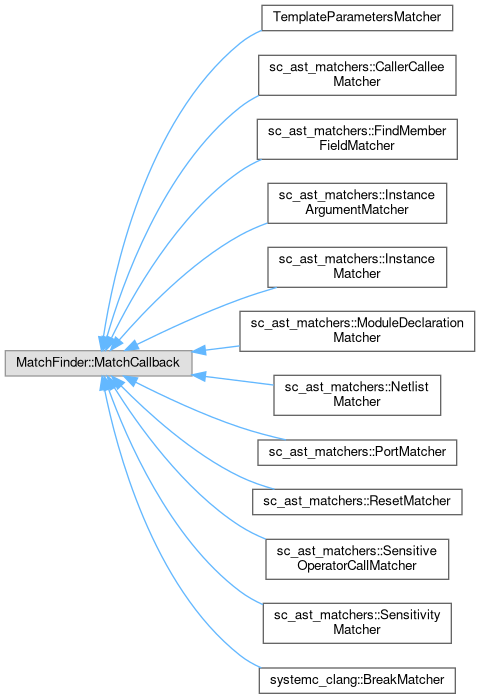 TemplateParametersMatcher
sc_ast_matchers::CallerCallee
Matcher
sc_ast_matchers::FindMember
FieldMatcher
sc_ast_matchers::Instance
ArgumentMatcher
sc_ast_matchers::Instance
Matcher
sc_ast_matchers::ModuleDeclaration
Matcher
MatchFinder::MatchCallback
sc_ast_matchers::Netlist
Matcher
sc_ast_matchers::PortMatcher
sc_ast_matchers::ResetMatcher
sc_ast_matchers::Sensitive
OperatorCallMatcher
sc_ast_matchers::Sensitivity
Matcher
systemc_clang::BreakMatcher